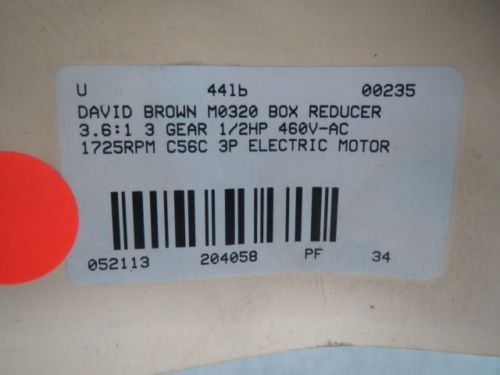 U 44lb 00235
DAVID BROWN M0320 BOX REDUCER
3.6:1 3 GEAR 1/2HP 460V-AC
1725RPM C56C 3P ELECTRIC MOTOR
052113 204058 PF 34